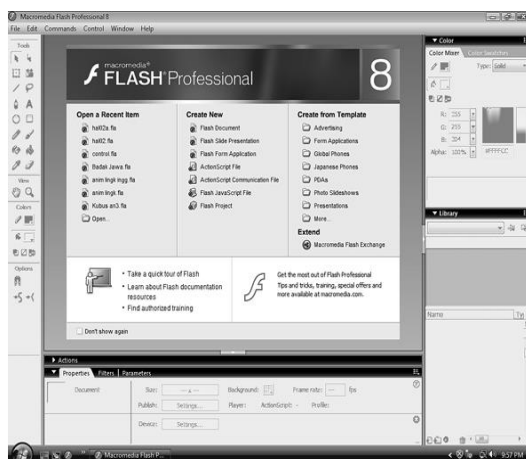 Macromedia Flash Professional 8
File Edit Commands Control Window Help
Tools
View
Colors
Options
macromedia®
FLASH® Professional 8
Open a Recent Item
hal02.fla
control.fla
Badak Jawa.fla
anim lingk ingg.fla
anim lingk.fla
Kubus an3.fla
Open...
Create New
Flash Document
Flash Slide Presentation
Flash Form Application
ActionScript File
ActionScript Communication File
Flash JavaScript File
Flash Project
Create from Template
Advertising
Form Applications
Global Phones
Japanese Phones
PDAs
Photo Slideshows
Presentations
More...
Extend
Macromedia Flash Exchange
Take a quick tour of Flash
Learn about Flash documentation
resources
Find authorized training
Get the most out of Flash Professional
Tips and tricks, training, special offers and
more available at macromedia.com.
Don't show again
Color
Color Mixer Color Swatches
Type: Solid
R: 255
G: 255
B: 204
Alpha: 100% #FFFFCC
Library
Name
Actions
Properties Filters Parameters
Document
Size: Background: Frame rate: fps
Publish: Settings... Player: ActionScript: - Profile:
Device: Settings...
Macromedia Flash P...
9:57 PM